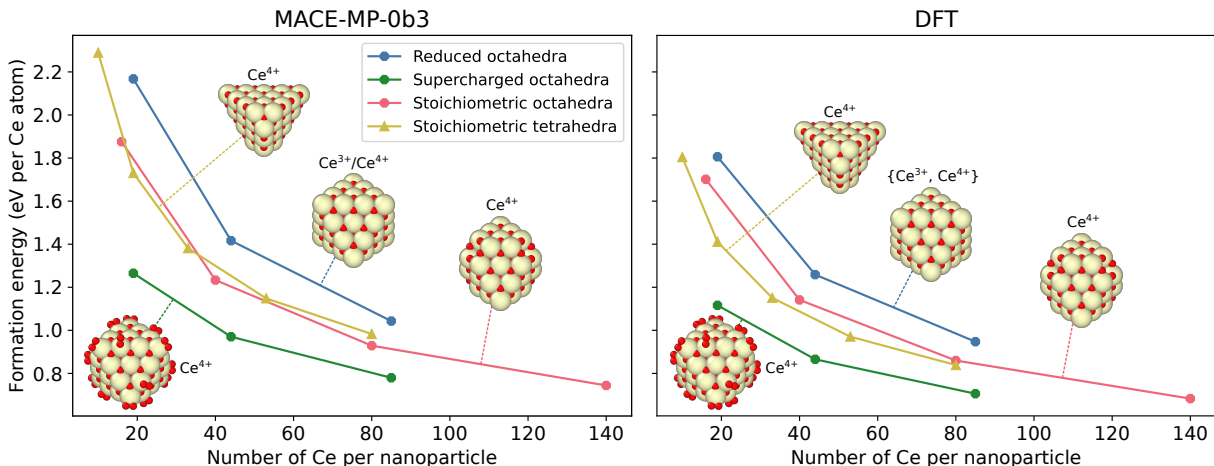 MACE-MP-0b3
DFT
Formation energy (eV per Ce atom)
2.2
2.0
1.8
1.6
1.4
1.2
1.0
0.8
Reduced octahedra
Supercharged octahedra
Stoichiometric octahedra
Stoichiometric tetrahedra
Ce⁴⁺
Ce³⁺/Ce⁴⁺
Ce⁴⁺
Ce⁴⁺
20 40 60 80 100 120 140
Number of Ce per nanoparticle
Ce⁴⁺
{Ce³⁺, Ce⁴⁺}
Ce⁴⁺
Ce⁴⁺
20 40 60 80 100 120 140
Number of Ce per nanoparticle